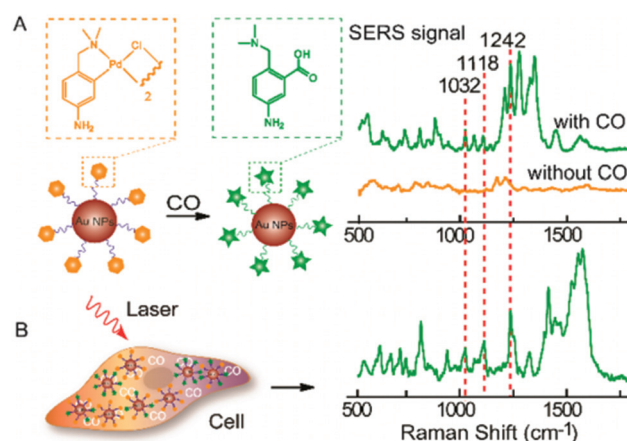 A
N
Cl
Pd
2
NH₂
N
OH
O
NH₂
SERS signal
1242
1118
1032
with CO
without CO
CO
Au NPs
Au NPs
500
1000
1500
Laser
B
CO
CO
CO
CO
CO
CO
Cell
500
1000
1500
Raman Shift (cm⁻¹)